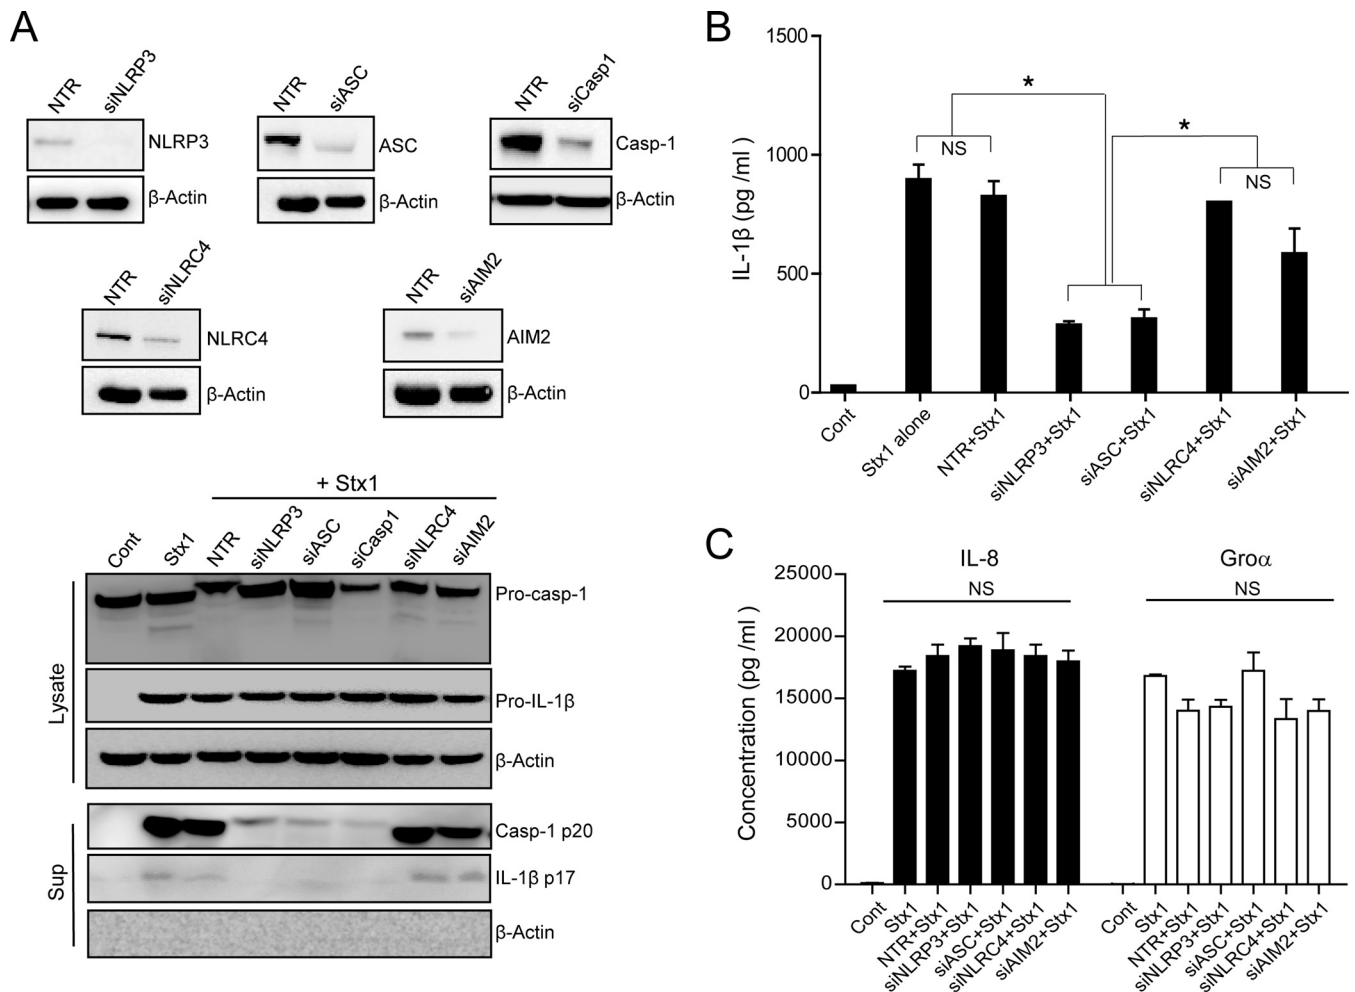 A
NTR siNLRP3
NLRP3
β-Actin
NTR siASC
ASC
β-Actin
NTR siCasp1
Casp-1
β-Actin
NTR siNLRC4
NLRC4
β-Actin
NTR siAIM2
AIM2
β-Actin
+ Stx1
Cont Stx1 NTR siNLRP3 siASC siCasp1 siNLRC4 siAIM2
Lysate
Pro-casp-1
Pro-IL-1β
β-Actin
Sup
Casp-1 p20
IL-1β p17
β-Actin
B
IL-1β (pg /ml )
1500
1000
500
0
*
*
NS
NS
Cont
Stx1 alone
NTR+Stx1
siNLRP3+Stx1
siASC+Stx1
siNLRC4+Stx1
siAIM2+Stx1
C
Concentration (pg /ml )
25000
20000
15000
10000
5000
0
IL-8
NS
Groα
NS
Cont
Stx1
NTR+Stx1
siNLRP3+Stx1
siASC+Stx1
siNLRC4+Stx1
siAIM2+Stx1
Cont
Stx1
NTR+Stx1
siNLRP3+Stx1
siASC+Stx1
siNLRC4+Stx1
siAIM2+Stx1